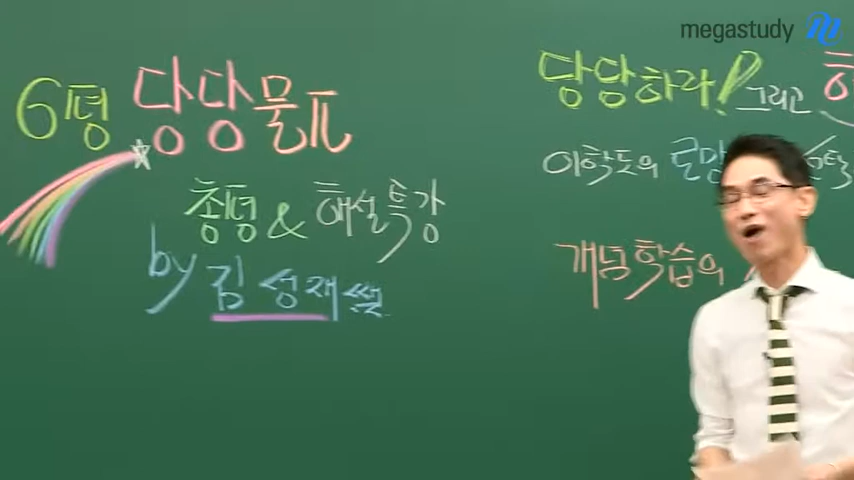 megastudy
6평 당당물Ⅱ
총평 & 해설특강
by 김성재쌤
당당하라! 그리고
이학도의
개념학습의